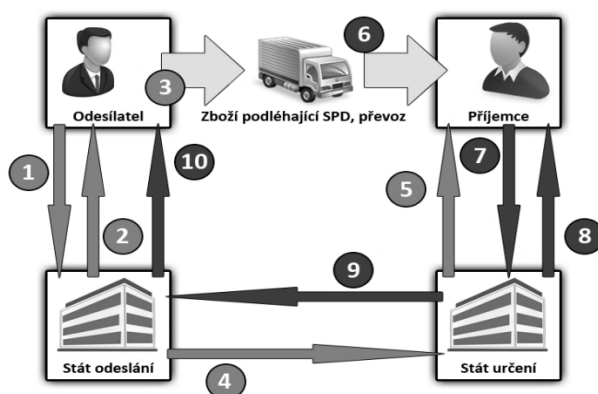 6
3
Odesílatel
Zboží podléhající SPD, převoz
Příjemce
1
10
7
5
2
8
9
Stát odeslání
Stát určení
4